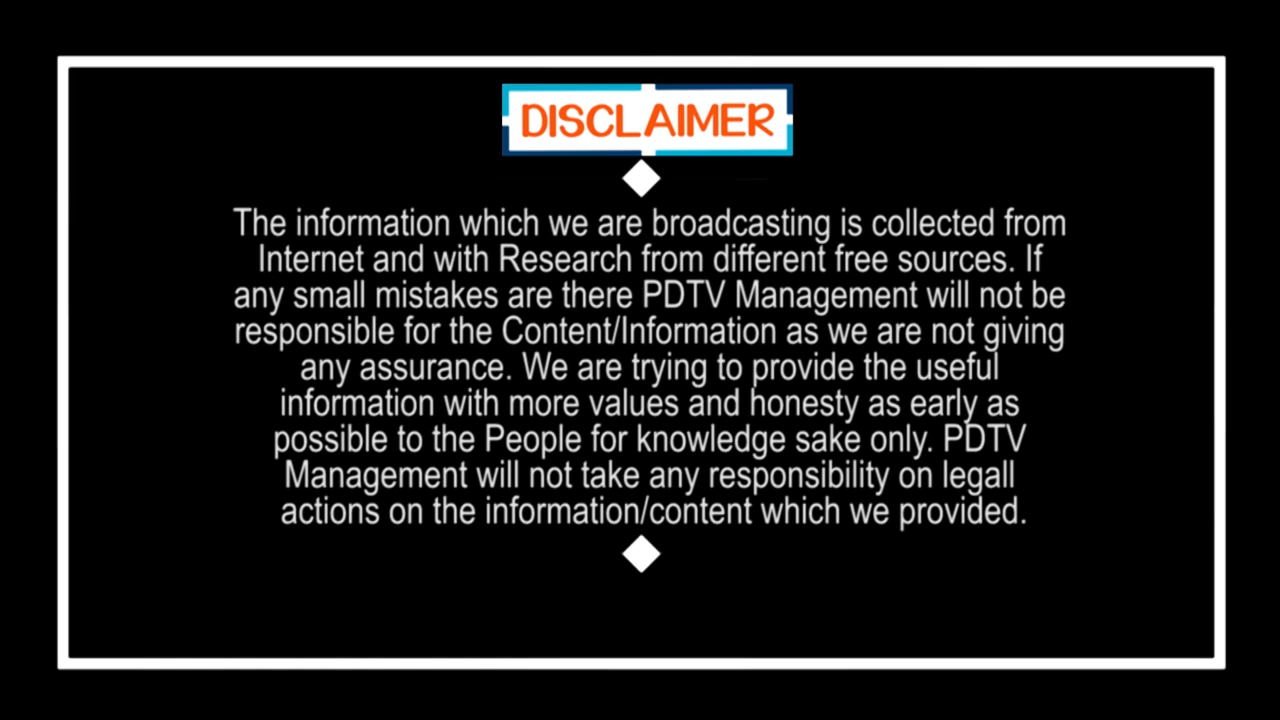 DISCLAIMER
The information which we are broadcasting is collected from
Internet and with Research from different free sources. If
any small mistakes are there PDTV Management will not be
responsible for the Content/Information as we are not giving
any assurance. We are trying to provide the useful
information with more values and honesty as early as
possible to the People for knowledge sake only. PDTV
Management will not take any responsibility on legall
actions on the information/content which we provided.